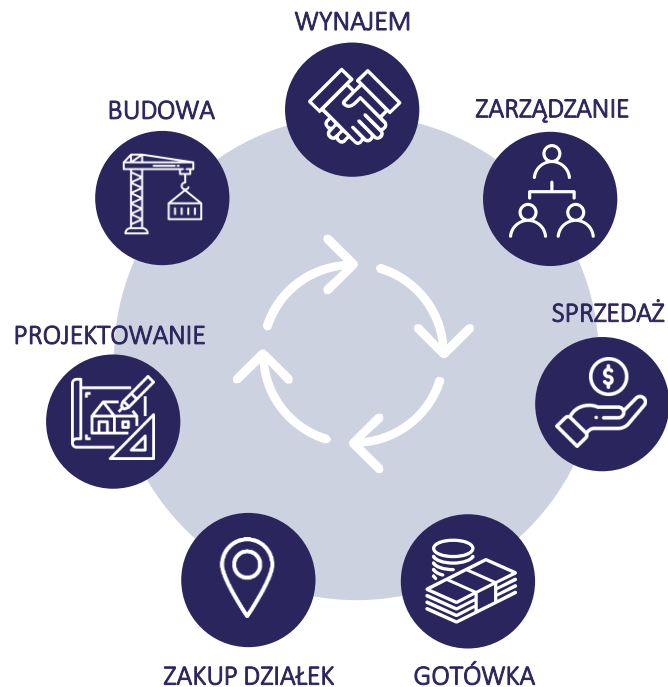 WYNAJEM
BUDOWA
ZARZĄDZANIE
SPRZEDAŻ
PROJEKTOWANIE
$
ZAKUP DZIAŁEK
GOTÓWKA